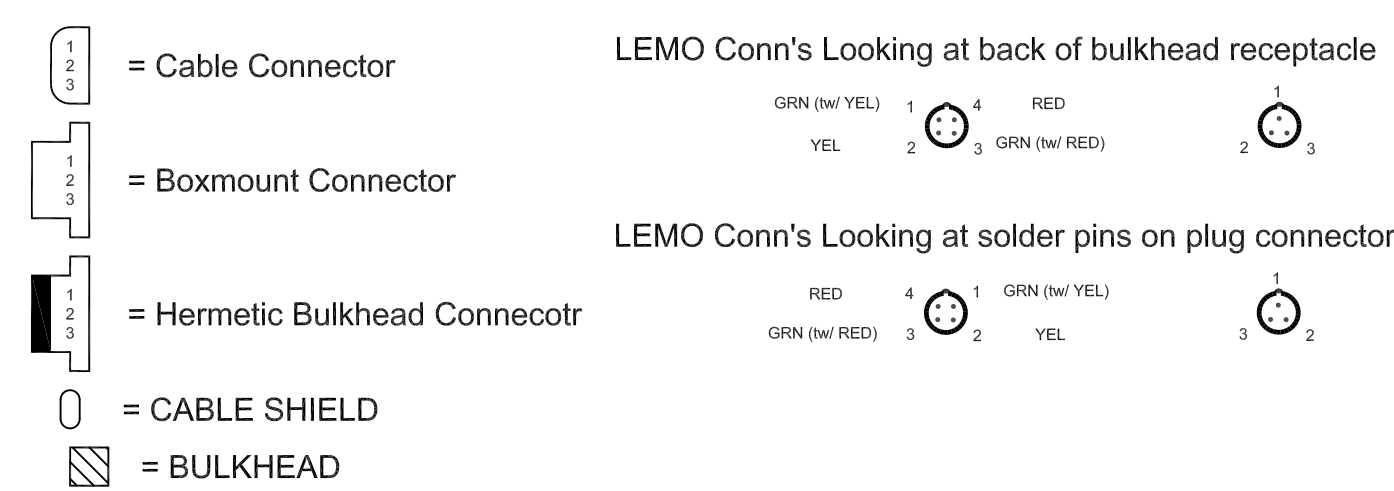 1
2
3
= Cable Connector
1
2
3
= Boxmount Connector
1
2
3
= Hermetic Bulkhead Connecotr
= CABLE SHIELD
= BULKHEAD
LEMO Conn's Looking at back of bulkhead receptacle
GRN (tw/ YEL) 1 4 RED
YEL 2 3 GRN (tw/ RED)
1
2 3
LEMO Conn's Looking at solder pins on plug connector
RED 4 1 GRN (tw/ YEL)
GRN (tw/ RED) 3 2 YEL
1
3 2